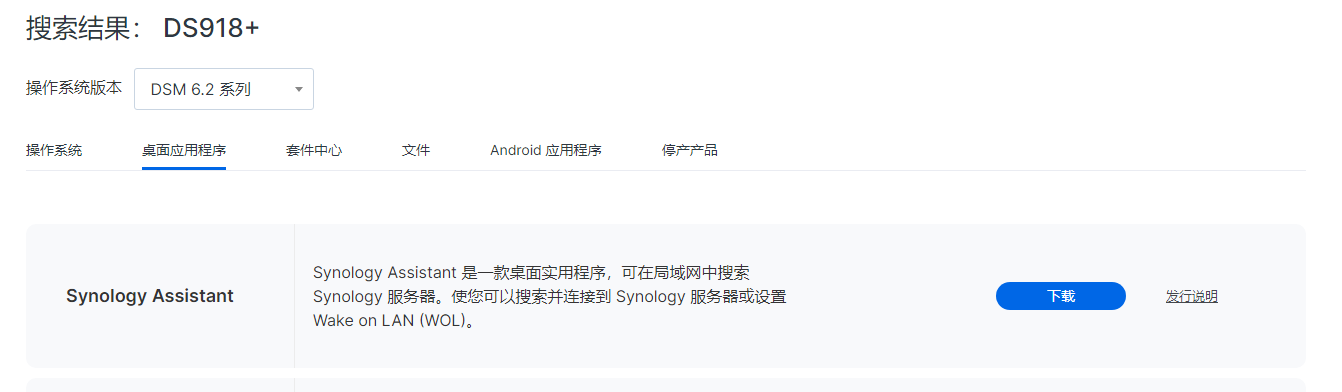 搜索结果： DS918+
操作系统版本 DSM 6.2 系列
操作系统 桌面应用程序 套件中心 文件 Android 应用程序 停产产品
Synology Assistant
Synology Assistant 是一款桌面实用程序，可在局域网中搜索
Synology 服务器。使您可以搜索并连接到 Synology 服务器或设置
Wake on LAN (WOL)。
下载
发行说明